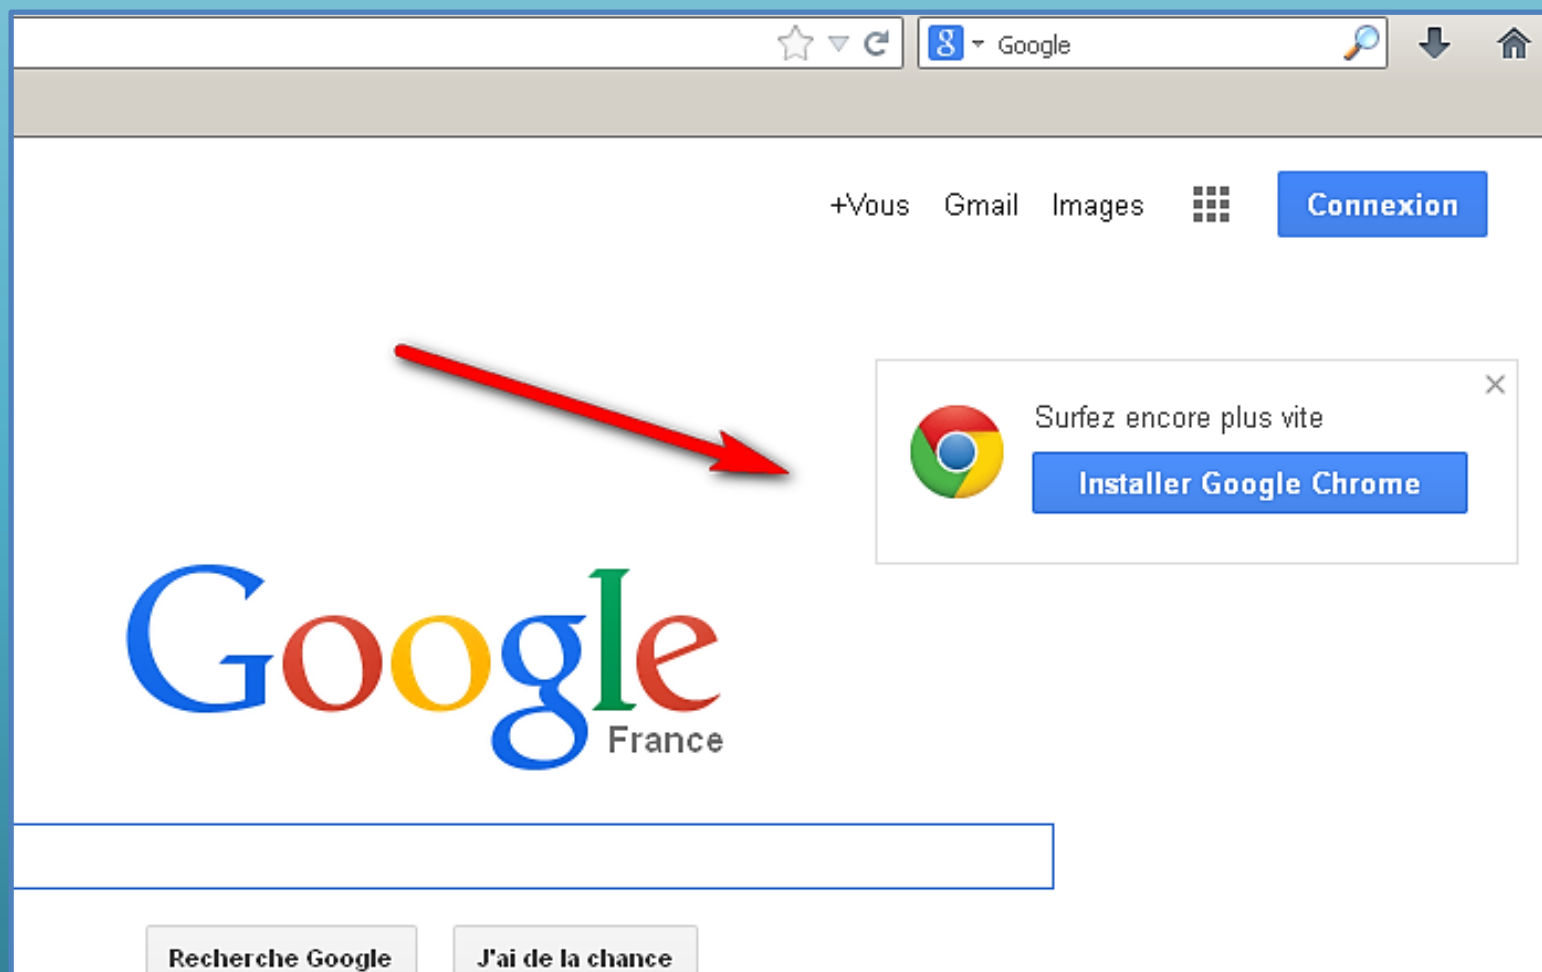 Google
+Vous Gmail Images Connexion
Surfez encore plus vite
Installer Google Chrome
Google
France
Recherche Google J'ai de la chance